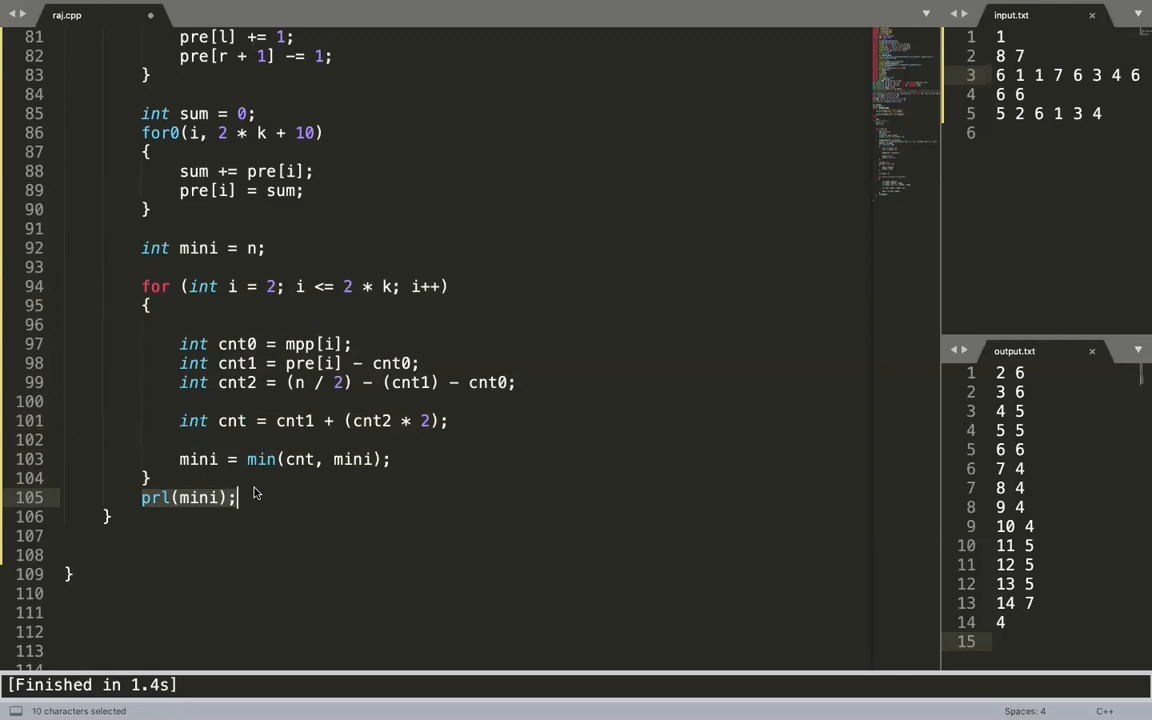 raj.cpp
81 pre[l] += 1;
82 pre[r + 1] -= 1;
83 }
84
85 int sum = 0;
86 for0(i, 2 * k + 10)
87 {
88 sum += pre[i];
89 pre[i] = sum;
90 }
91
92 int mini = n;
93
94 for (int i = 2; i <= 2 * k; i++)
95 {
96
97 int cnt0 = mpp[i];
98 int cnt1 = pre[i] - cnt0;
99 int cnt2 = (n / 2) - (cnt1) - cnt0;
100
101 int cnt = cnt1 + (cnt2 * 2);
102
103 mini = min(cnt, mini);
104 }
105 prl(mini);
106 }
107
108
109 }
110
111
112
113
114
input.txt
1 1
2 8 7
3 6 1 1 7 6 3 4 6
4 6 6
5 5 2 6 1 3 4
6
output.txt
1 2 6
2 3 6
3 4 5
4 5 5
5 6 6
6 7 4
7 8 4
8 9 4
9 10 4
10 11 5
11 12 5
12 13 5
13 14 7
14 4
15
[Finished in 1.4s]
10 characters selected
Spaces: 4
C++